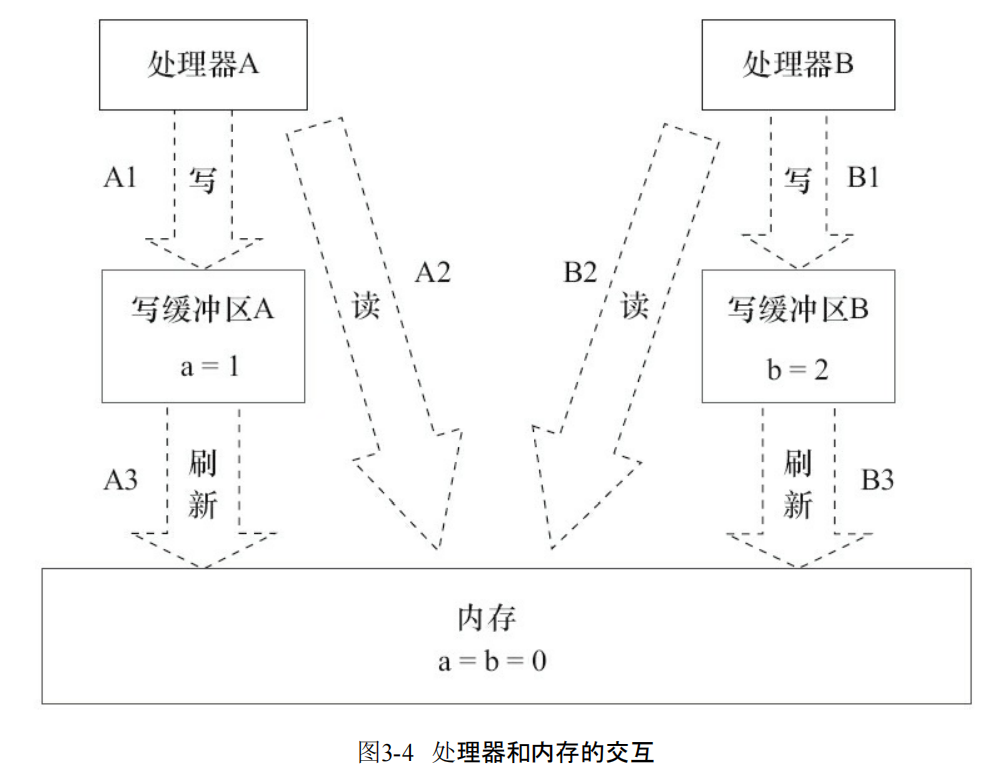 处理器A
处理器B
A1
写
写
B1
A2
B2
读
读
写缓冲区A
a = 1
写缓冲区B
b = 2
A3
刷
新
刷
新
B3
内存
a = b = 0
图3-4 处理器和内存的交互